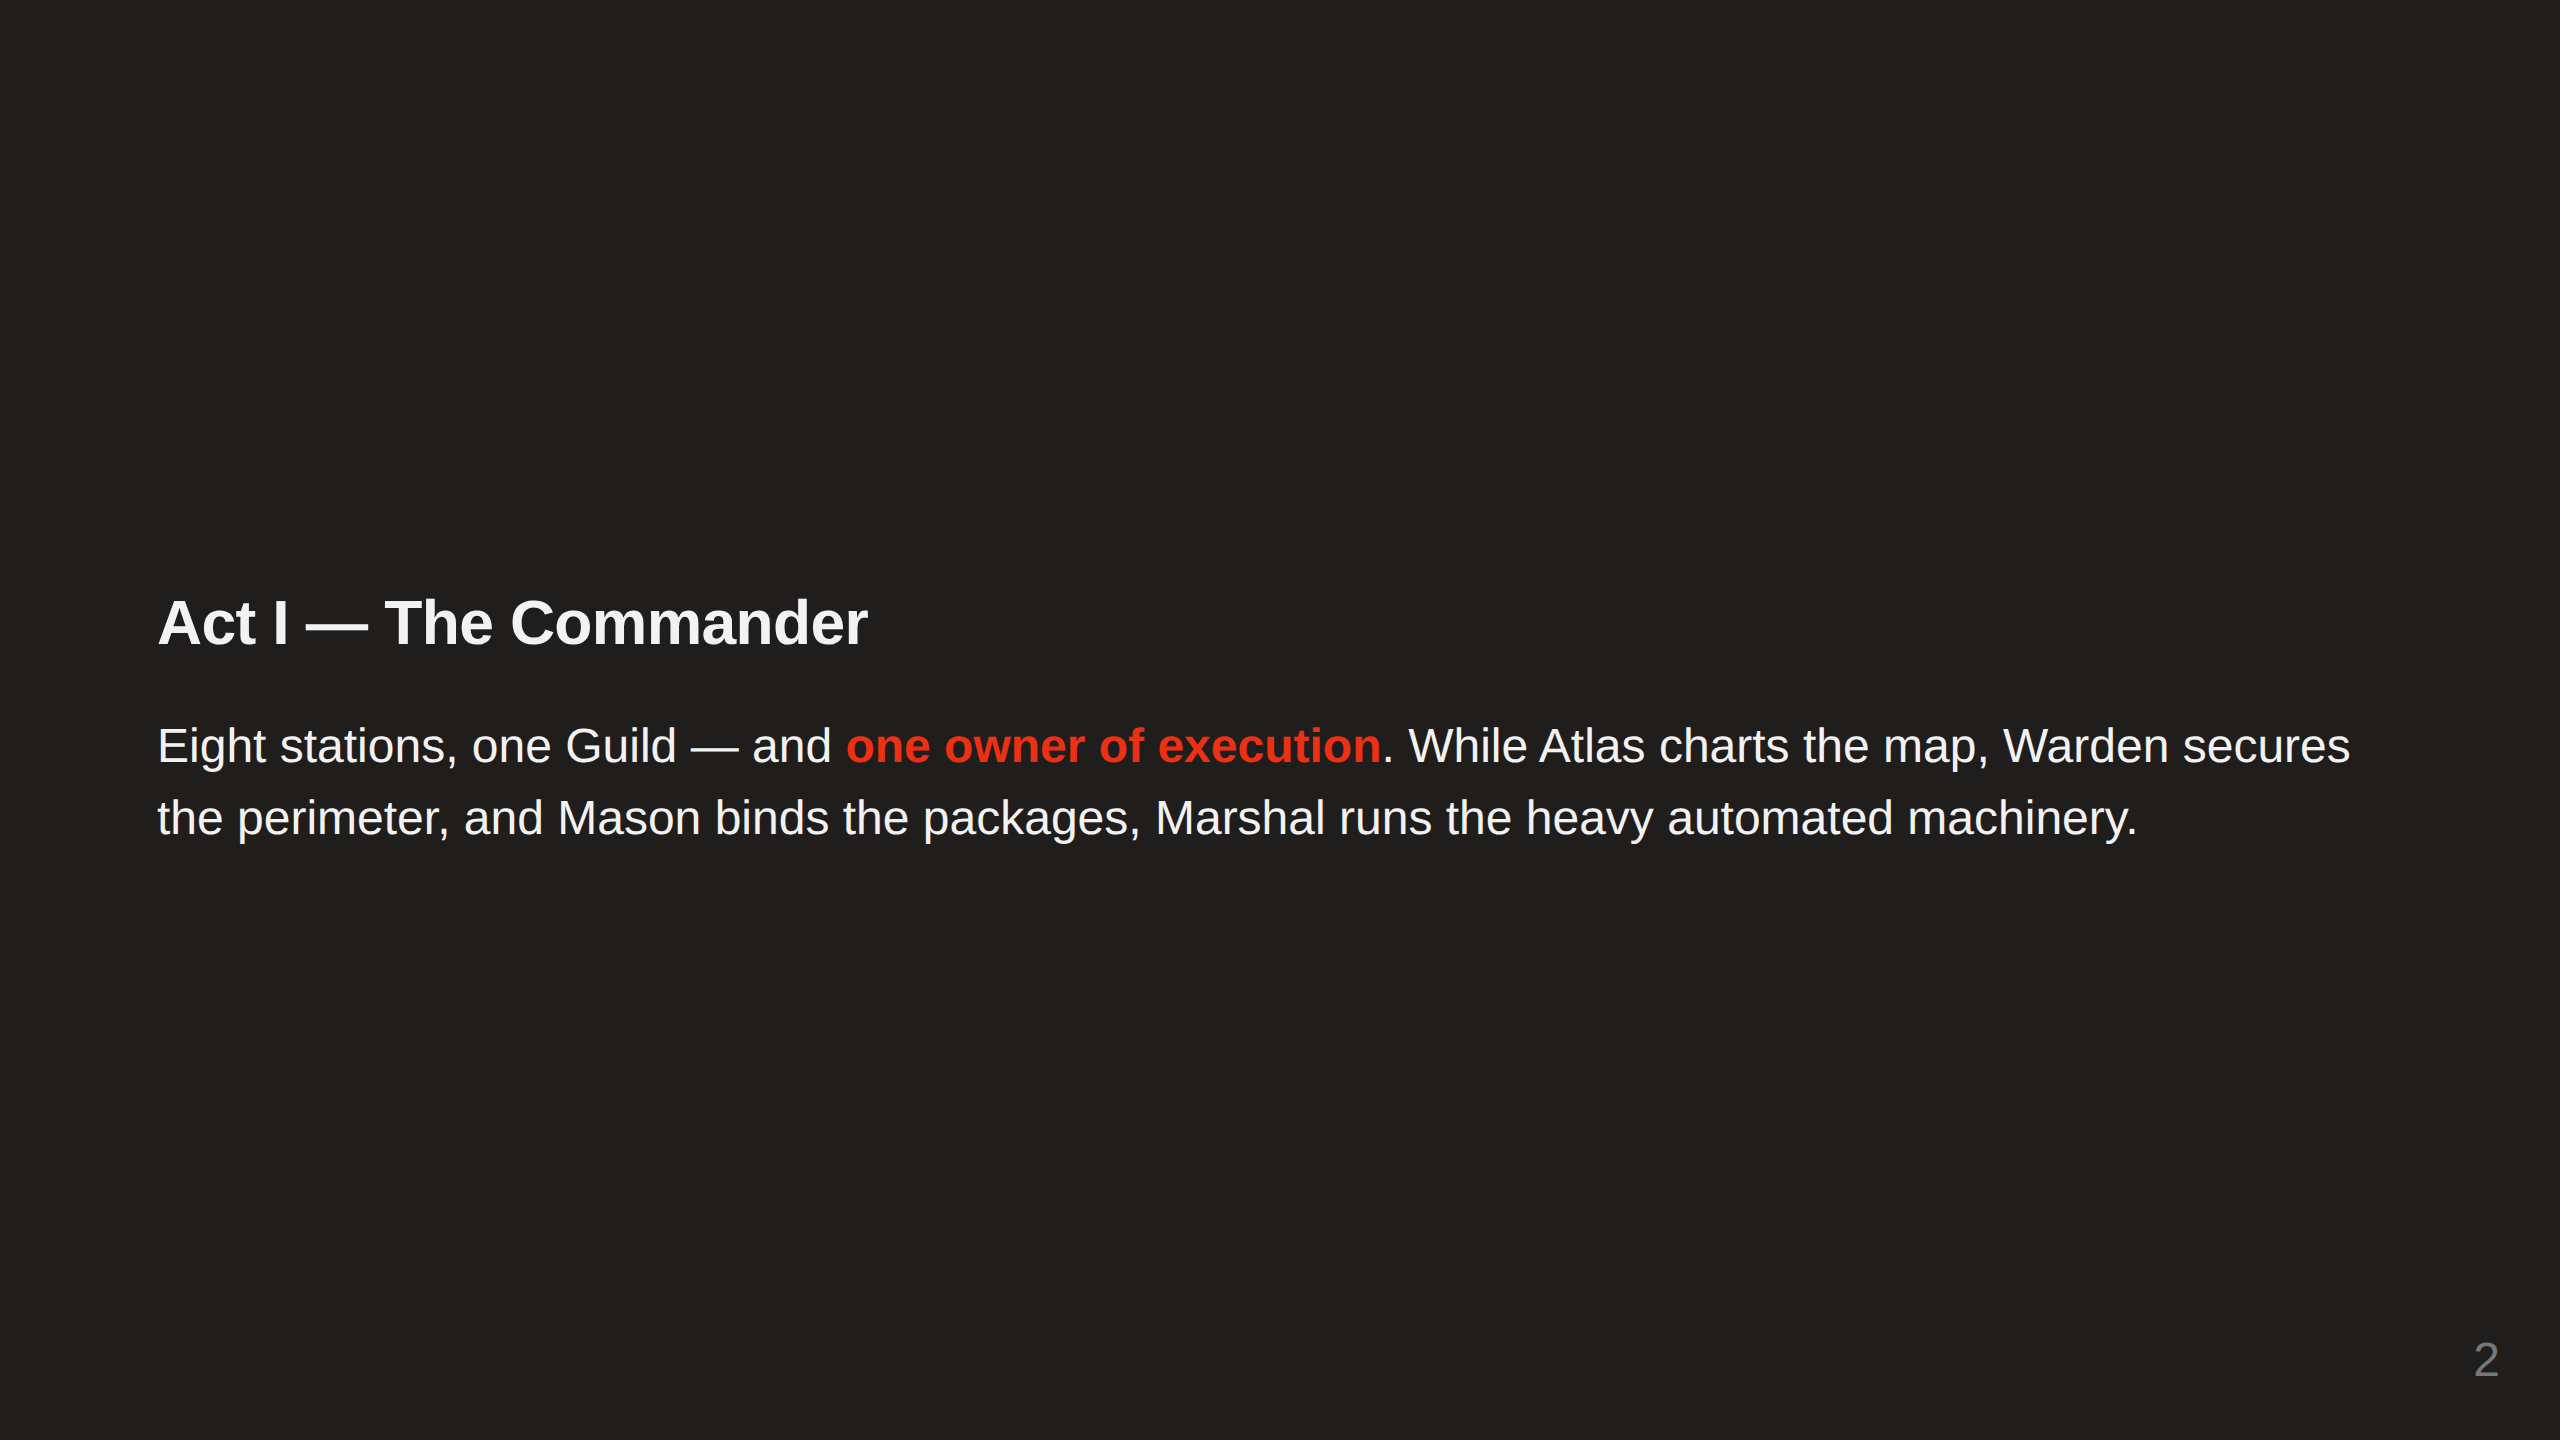 Act I — The Commander
Eight stations, one Guild — and one owner of execution. While Atlas charts the map, Warden secures
the perimeter, and Mason binds the packages, Marshal runs the heavy automated machinery.
2